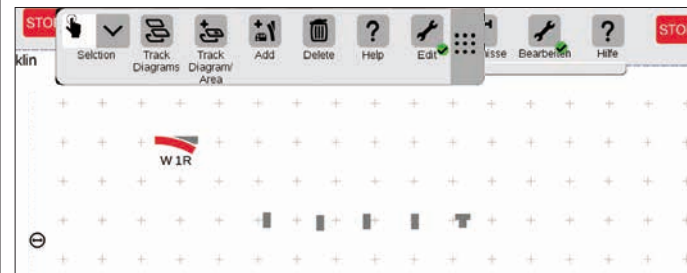 STO
Selction
Track Diagrams
Track Diagram/ Area
Add
Delete
Help
Edit
isse
Bearbeiten
Hilfe
STO
klin
W 1R